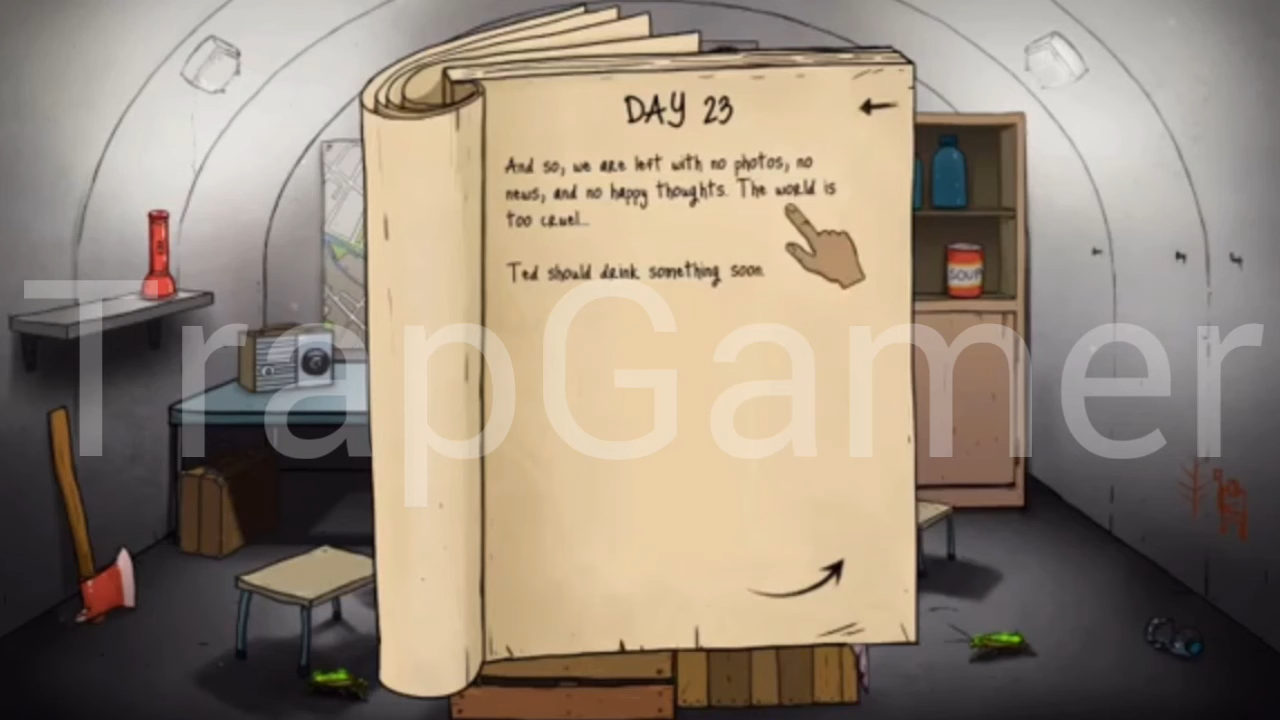 DAY 23
And so, we are left with no photos, no
news, and no happy thoughts. The world is
too cruel...
Ted should drink something soon.
SOUP
TrapGamer